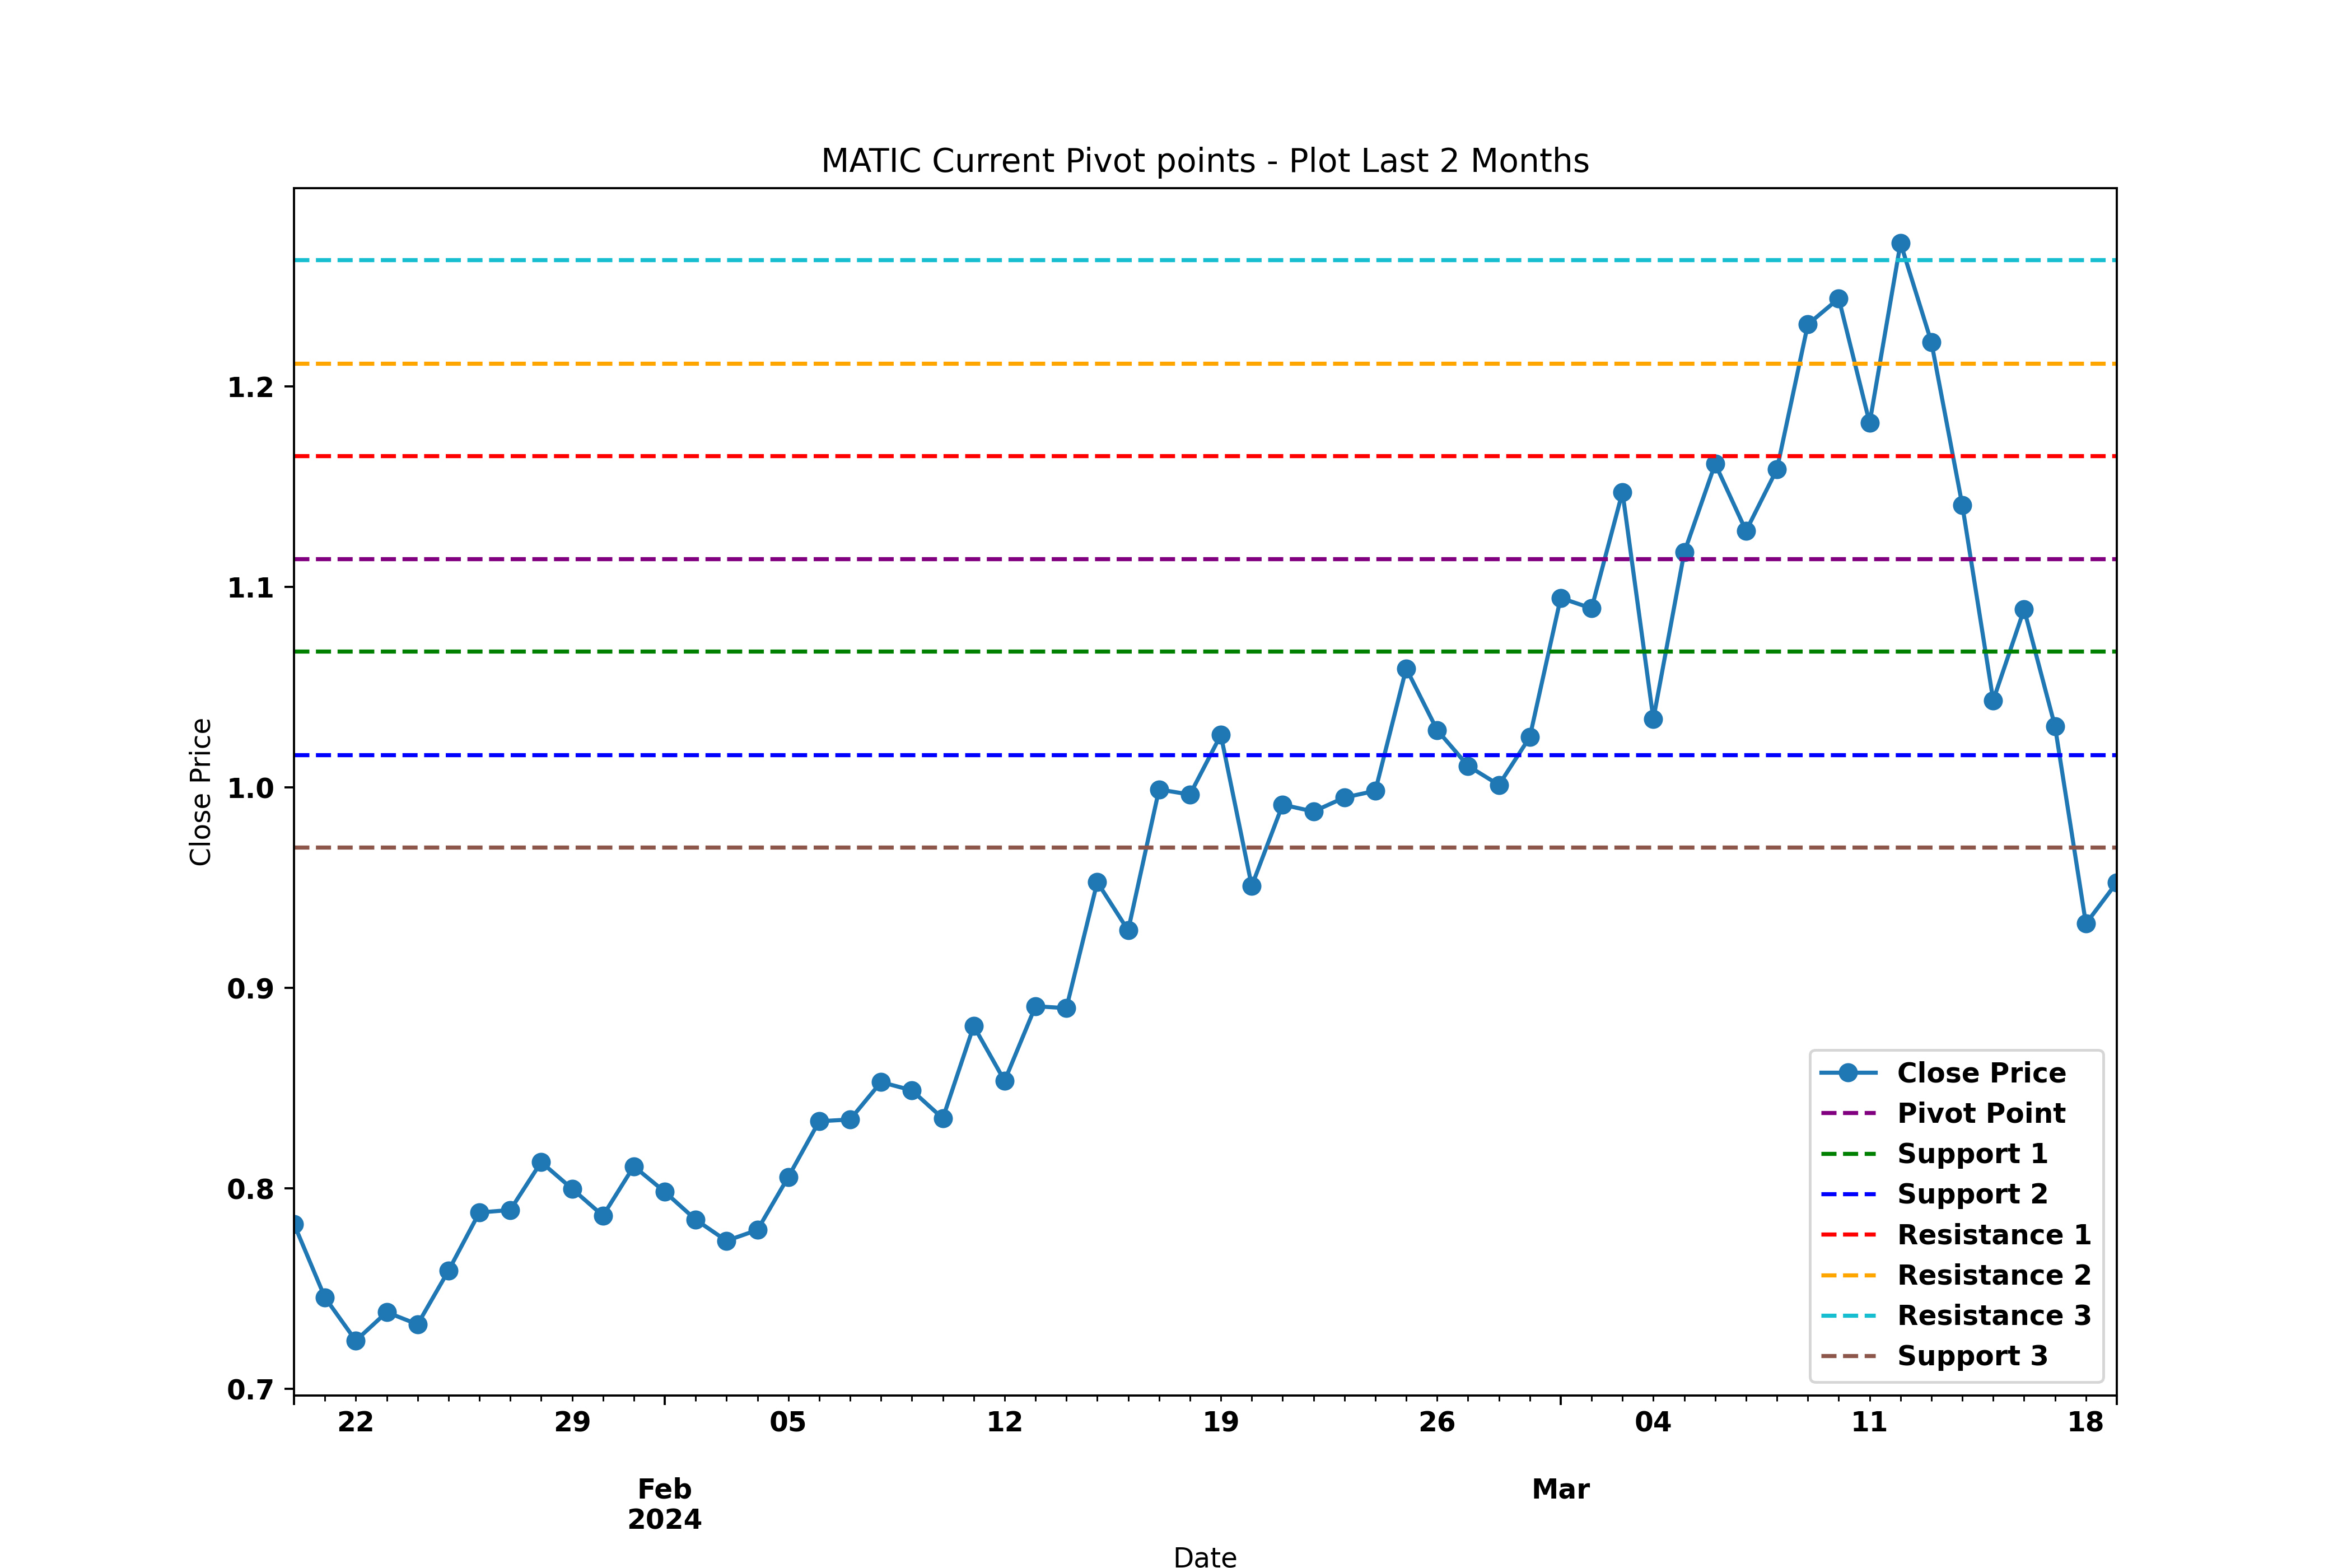 MATIC Current Pivot points - Plot Last 2 Months
Close Price
1.2
1.1
1.0
0.9
0.8
0.7
Close Price
Pivot Point
Support 1
Support 2
Resistance 1
Resistance 2
Resistance 3
Support 3
22 29 05 12 19 26 04 11 18
Feb Mar
2024
Date